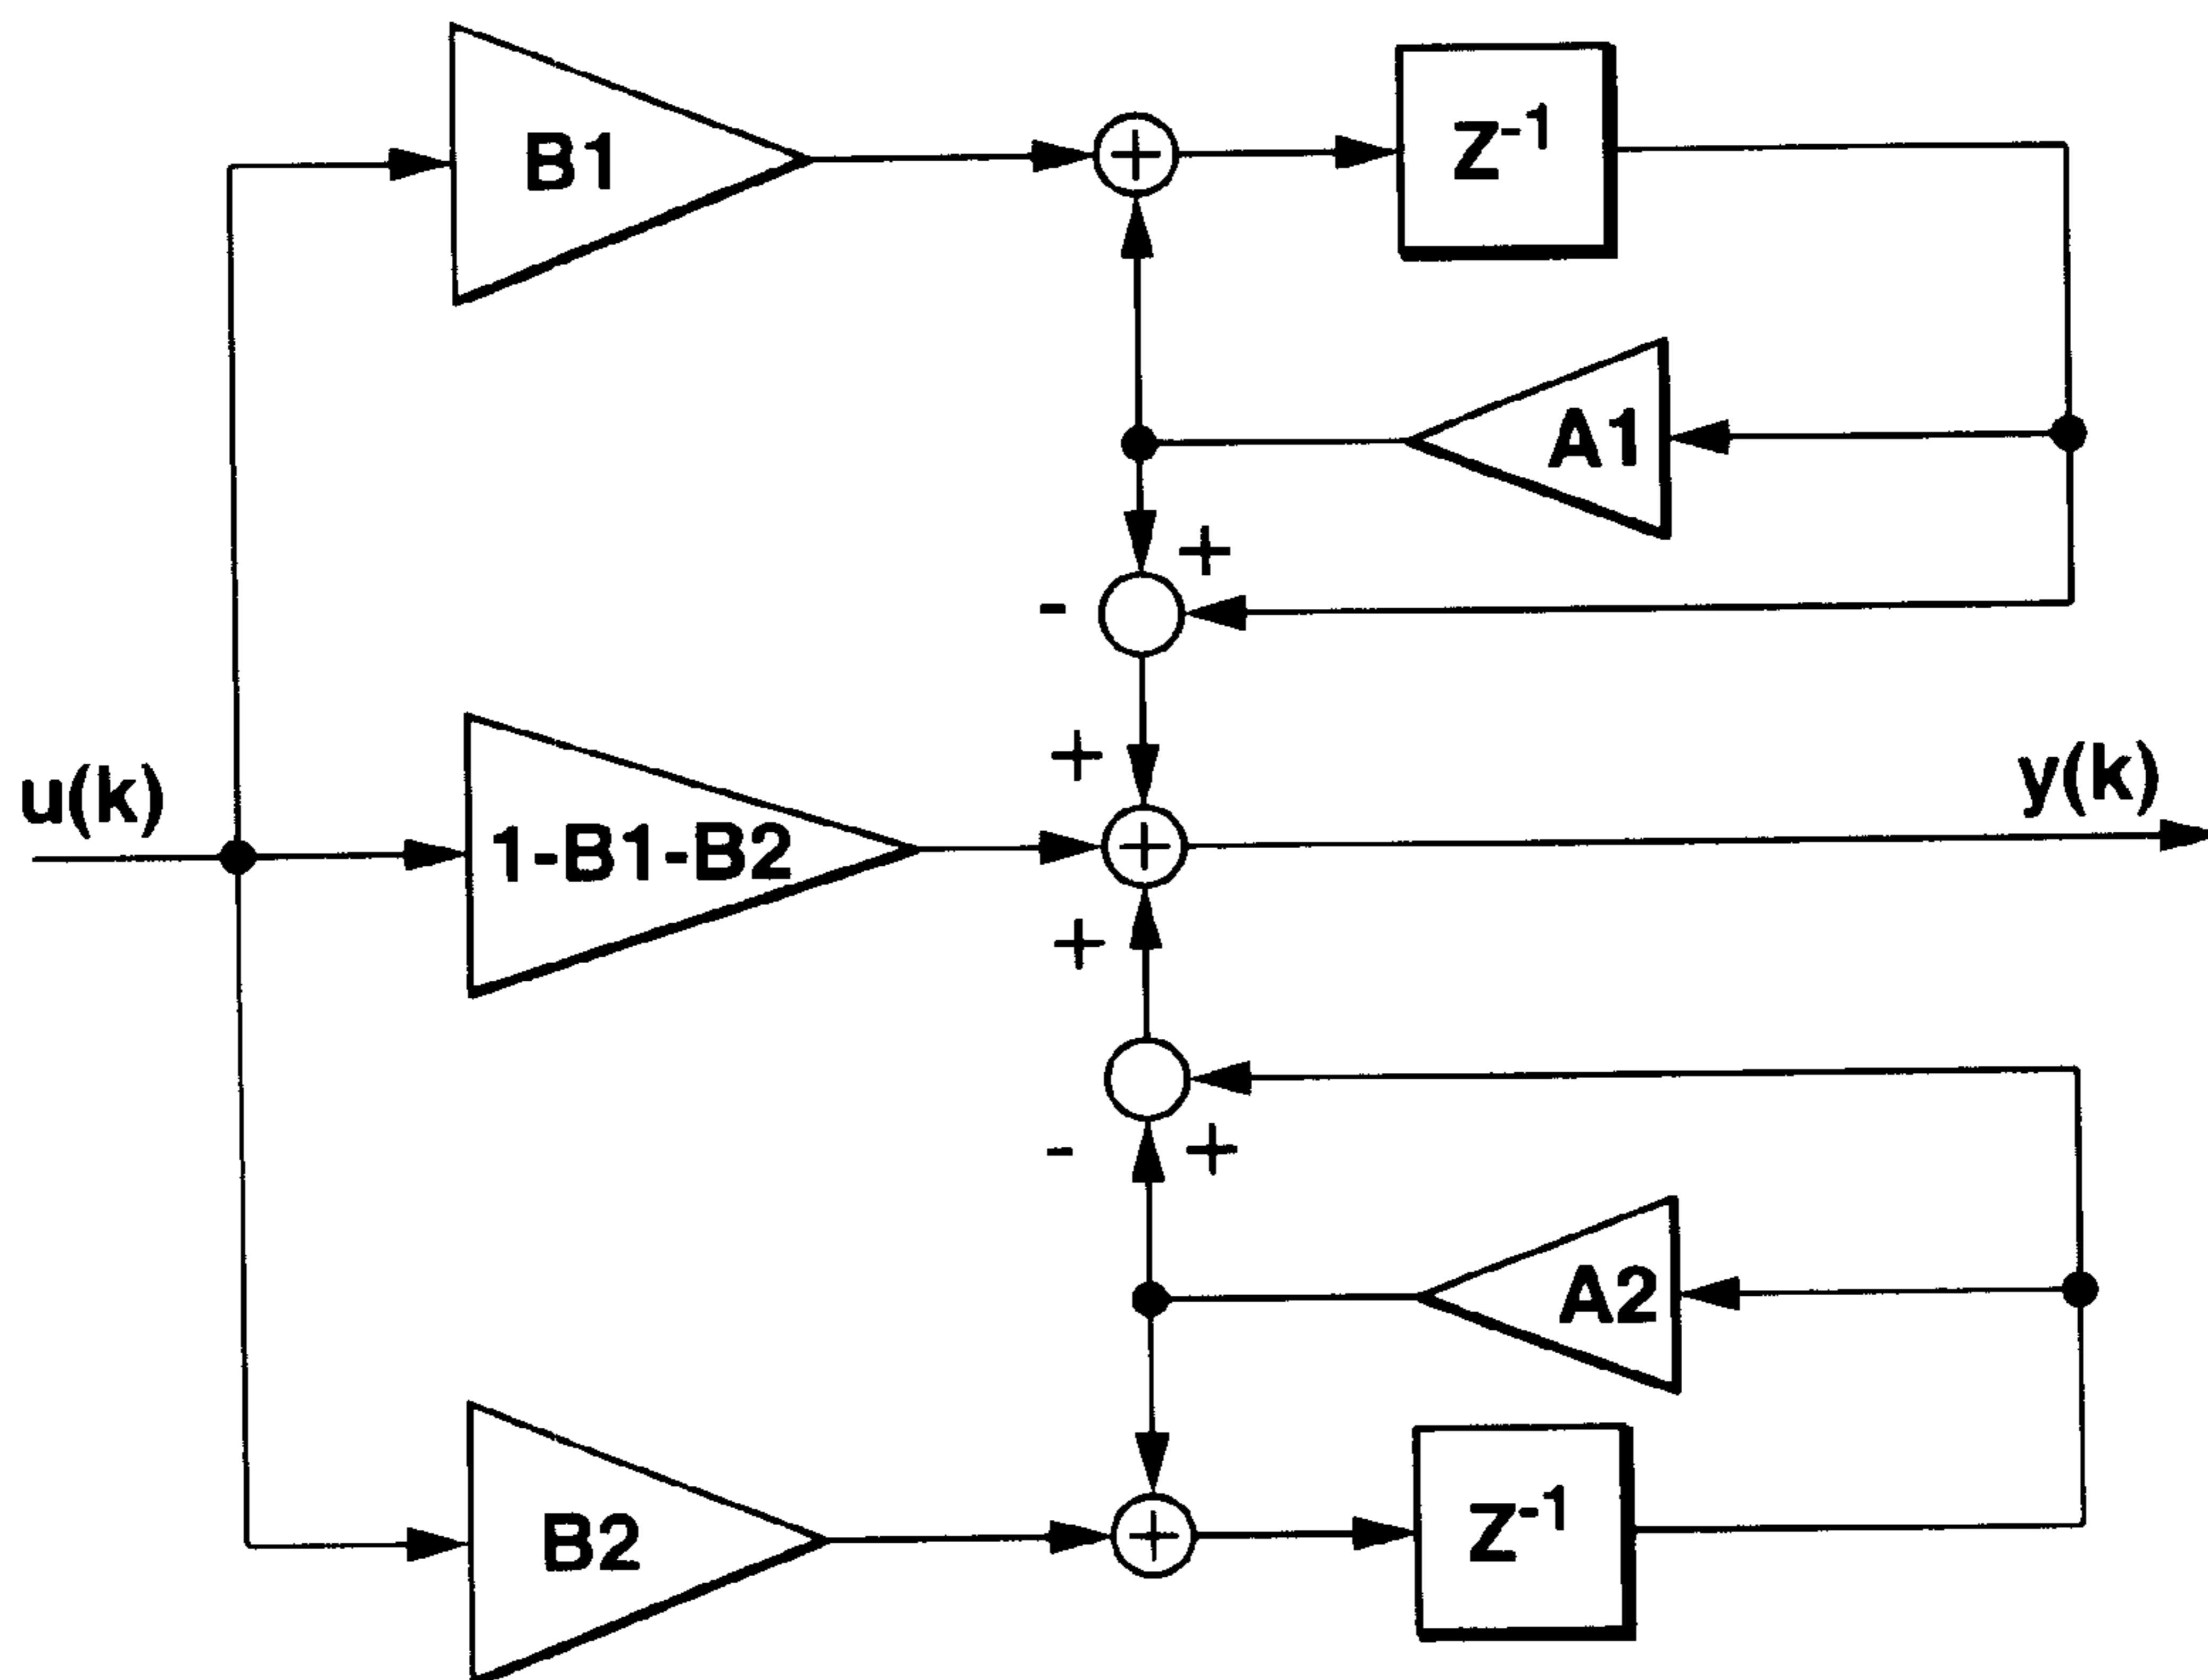 B1
Z-1
A1
+
-
+
u(k)
1-B1-B2
y(k)
+
-
+
A2
B2
Z-1